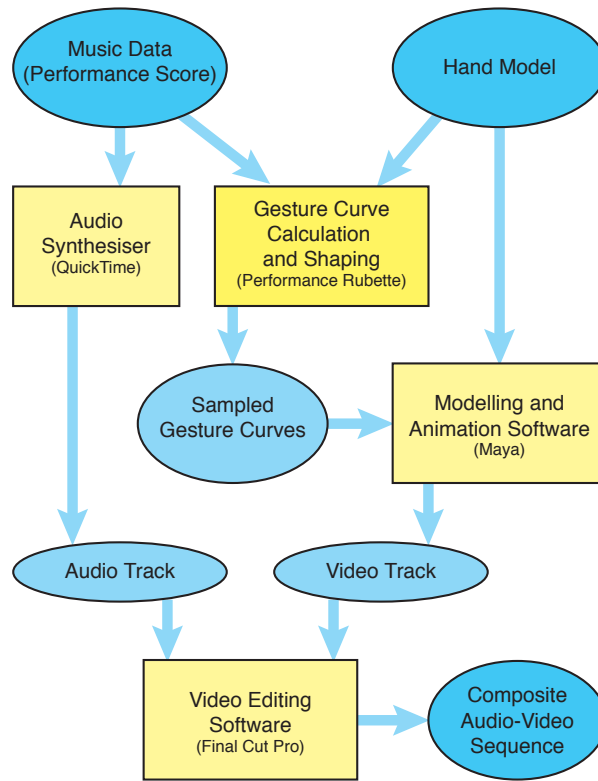 Music Data
(Performance Score)
Hand Model
Audio
Synthesiser
(QuickTime)
Gesture Curve
Calculation
and Shaping
(Performance Rubette)
Sampled
Gesture Curves
Modelling and
Animation Software
(Maya)
Audio Track
Video Track
Video Editing
Software
(Final Cut Pro)
Composite
Audio-Video
Sequence